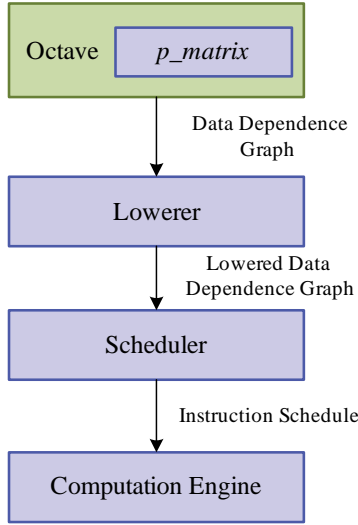 Octave p_matrix
Data Dependence
Graph
Lowerer
Lowered Data
Dependence Graph
Scheduler
Instruction Schedule
Computation Engine